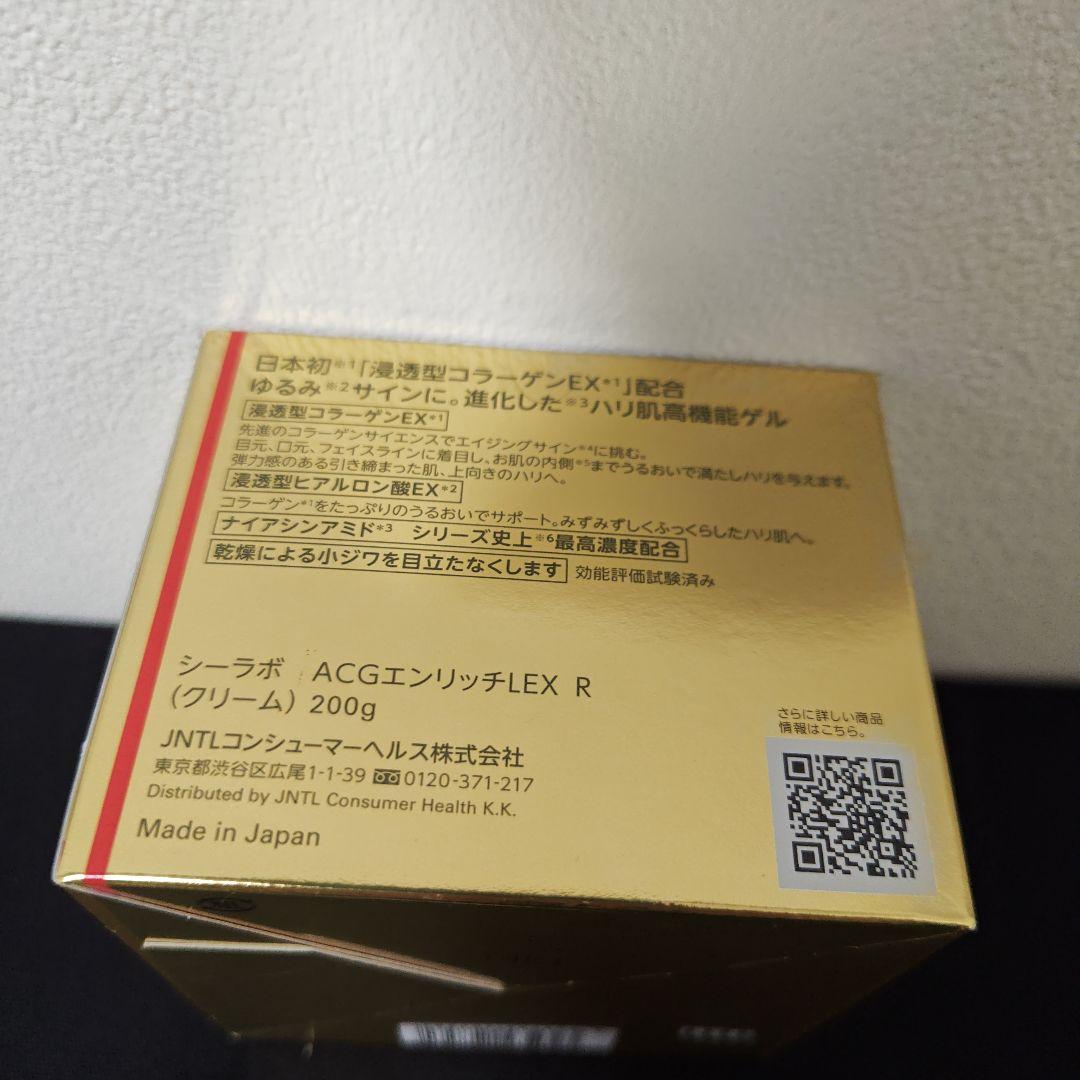 日本初※1「浸透型コラーゲンEX*1」配合
ゆるみ※2サインに。進化した※3ハリ肌高機能ゲル
浸透型コラーゲンEX*1
先進のコラーゲンサイエンスでエイジングサイン*4に挑む。
目元、口元、フェイスラインに着目し、お肌の内側*5までうるおいで満たしハリを与えます。
弾力感のある引き締まった肌、上向きのハリへ。
浸透型ヒアルロン酸EX*2
コラーゲン*1をたっぷりのうるおいでサポート。みずみずしくふっくらしたハリ肌へ。
ナイアシンアミド*3 シリーズ史上※6最高濃度配合
乾燥による小ジワを目立たなくします 効能評価試験済み
シーラボ ACGエンリッチLEX R
(クリーム) 200g
JNTLコンシューマーヘルス株式会社
東京都渋谷区広尾1-1-39 0120-371-217
Distributed by JNTL Consumer Health K.K.
Made in Japan
さらに詳しい商品
情報はこちら。